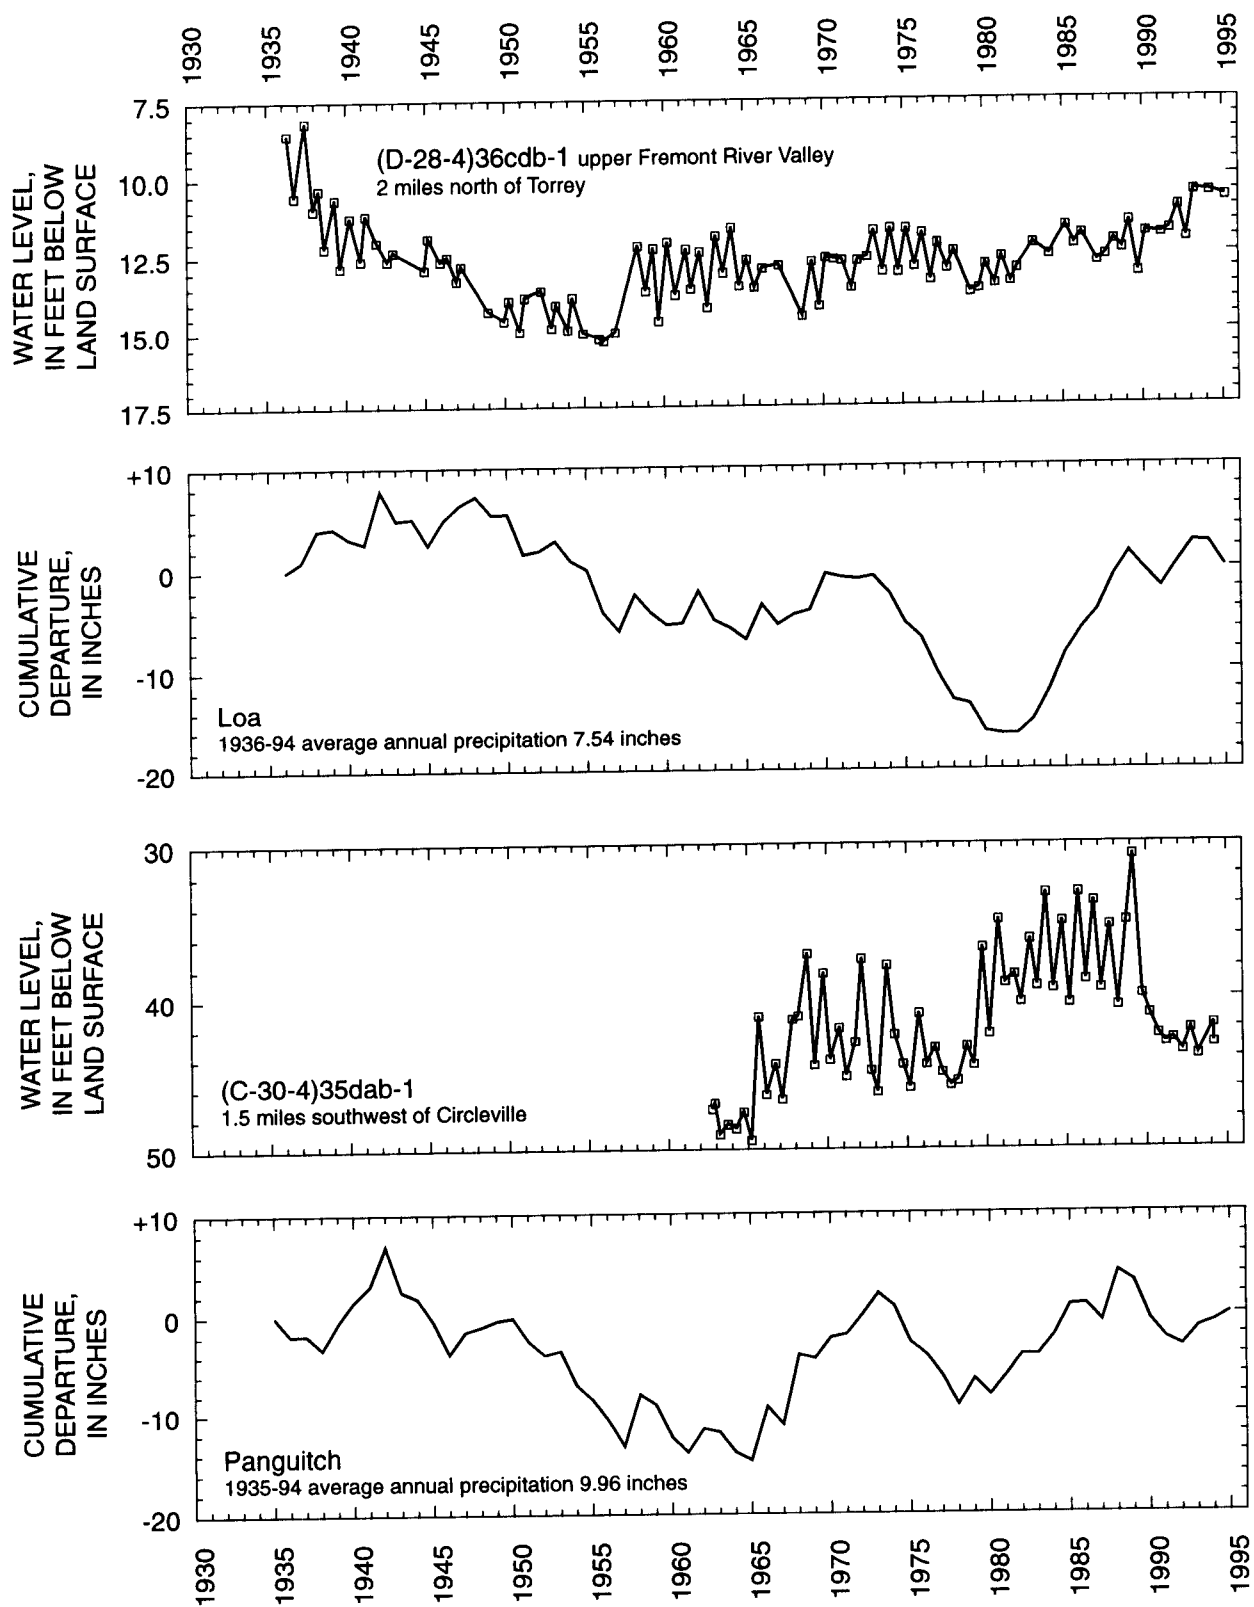 1930 1935 1940 1945 1950 1955 1960 1965 1970 1975 1980 1985 1990 1995
WATER LEVEL,
IN FEET BELOW
LAND SURFACE
7.5
10.0
12.5
15.0
17.5
(D-28-4)36cdb-1 upper Fremont River Valley
2 miles north of Torrey
CUMULATIVE
DEPARTURE,
IN INCHES
+10
0
-10
-20
Loa
1936-94 average annual precipitation 7.54 inches
WATER LEVEL,
IN FEET BELOW
LAND SURFACE
30
40
50
(C-30-4)35dab-1
1.5 miles southwest of Circleville
CUMULATIVE
DEPARTURE,
IN INCHES
+10
0
-10
-20
Panguitch
1935-94 average annual precipitation 9.96 inches
1930 1935 1940 1945 1950 1955 1960 1965 1970 1975 1980 1985 1990 1995